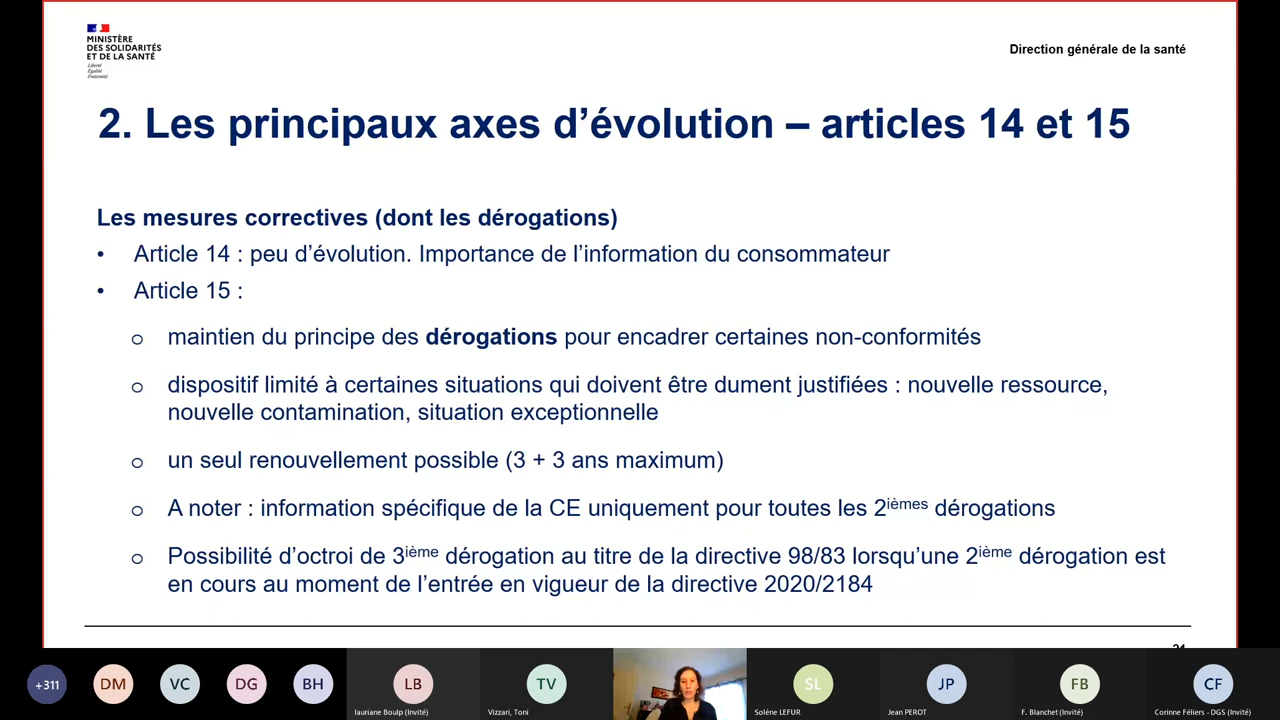 MINISTÈRE
DES SOLIDARITÉS
ET DE LA SANTÉ
Liberté
Égalité
Fraternité
Direction générale de la santé
2. Les principaux axes d’évolution – articles 14 et 15
Les mesures correctives (dont les dérogations)
• Article 14 : peu d’évolution. Importance de l’information du consommateur
• Article 15 :
o maintien du principe des dérogations pour encadrer certaines non-conformités
o dispositif limité à certaines situations qui doivent être dument justifiées : nouvelle ressource,
nouvelle contamination, situation exceptionnelle
o un seul renouvellement possible (3 + 3 ans maximum)
o A noter : information spécifique de la CE uniquement pour toutes les 2ièmes dérogations
o Possibilité d’octroi de 3ième dérogation au titre de la directive 98/83 lorsqu’une 2ième dérogation est
en cours au moment de l’entrée en vigueur de la directive 2020/2184
+311
DM
VC
DG
BH
LB
lauriane Boulp (Invité)
TV
Vizzari, Toni
SL
Solène LEFUR
JP
Jean PEROT
FB
F. Blanchet (Invité)
CF
Corinne Féliers - DGS (Invité)